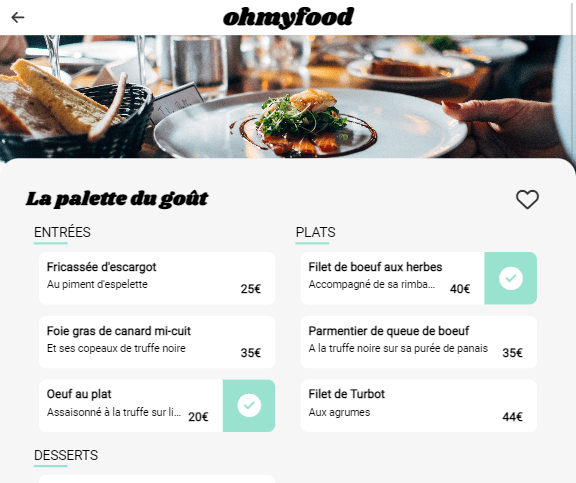 ohmyfood
La palette du goût
ENTRÉES
Fricassée d'escargot
Au piment d'espelette
25€
Foie gras de canard mi-cuit
Et ses copeaux de truffe noire
35€
Oeuf au plat
Assaisonné à la truffe sur li...
20€
PLATS
Filet de boeuf aux herbes
Accompagné de sa rimba...
40€
Parmentier de queue de boeuf
A la truffe noire sur sa purée de panais
35€
Filet de Turbot
Aux agrumes
44€
DESSERTS